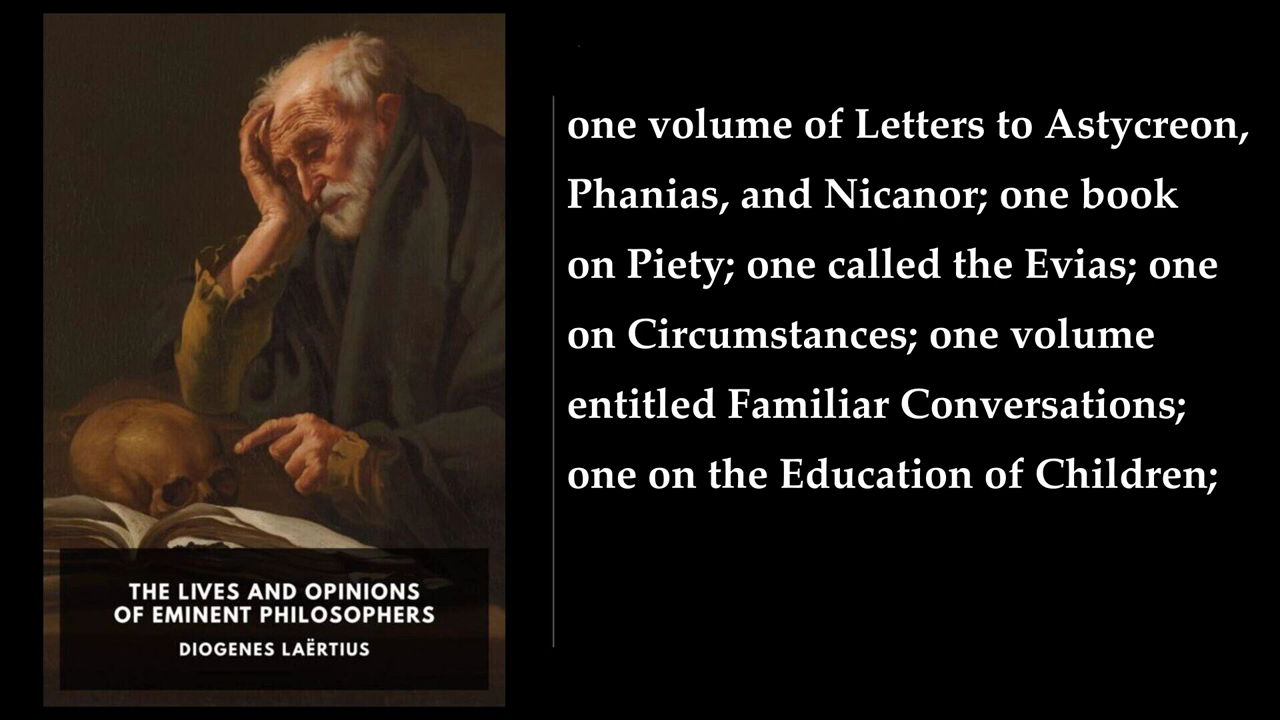 one volume of Letters to Astycreon,
Phanias, and Nicanor; one book
on Piety; one called the Evias; one
on Circumstances; one volume
entitled Familiar Conversations;
one on the Education of Children;
THE LIVES AND OPINIONS
OF EMINENT PHILOSOPHERS
DIOGENES LAËRTIUS